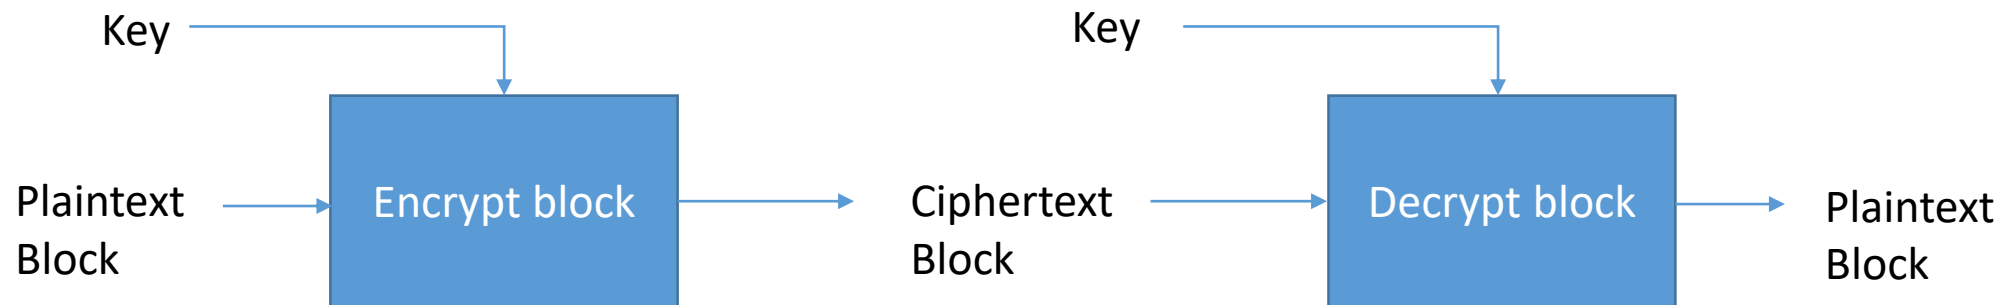 Key
Key
Plaintext
Block
Encrypt block
Ciphertext
Block
Decrypt block
Plaintext
Block